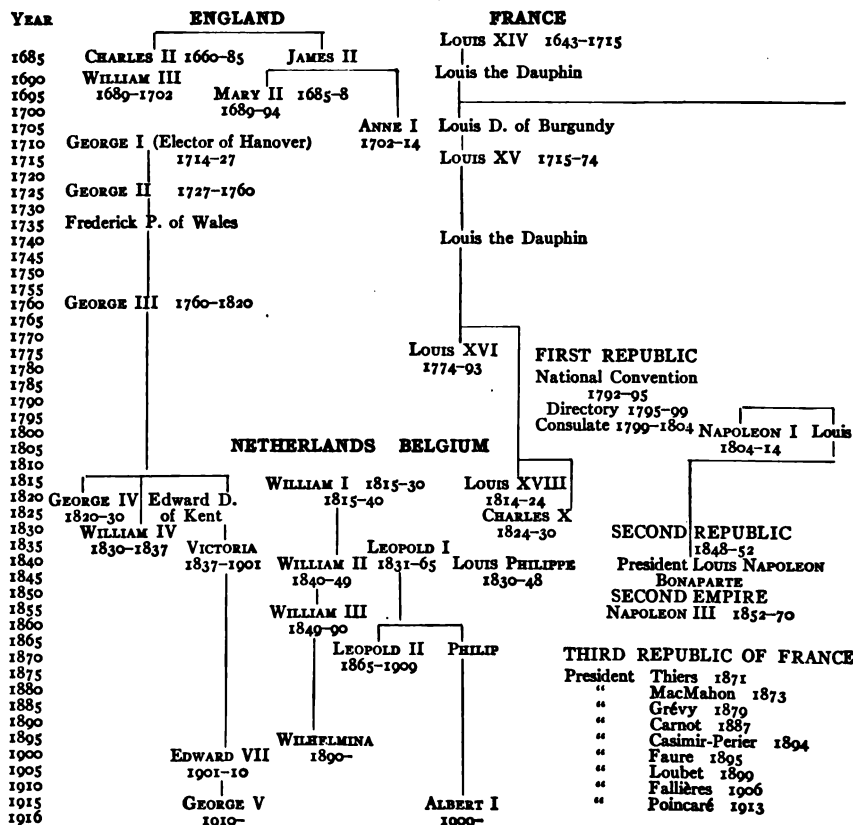 YEAR ENGLAND FRANCE
LOUIS XIV 1643-1715
1685 CHARLES II 1660-85 JAMES II
Louis the Dauphin
1690 WILLIAM III
1695 1689-1702 MARY II 1685-8
1700 1689-94
1705 ANNE I Louis D. of Burgundy
1710 GEORGE I (Elector of Hanover) 1702-14
1715 1714-27 LOUIS XV 1715-74
1720
1725 GEORGE II 1727-1760
1730
1735 Frederick P. of Wales
1740 Louis the Dauphin
1745
1750
1755
1760 GEORGE III 1760-1820
1765
1770
1775 LOUIS XVI FIRST REPUBLIC
1780 1774-93 National Convention
1785 1792-95
1790 Directory 1795-99
1795 Consulate 1799-1804
1800 NAPOLEON I Louis
1805 NETHERLANDS BELGIUM 1804-14
1810
1815 WILLIAM I 1815-30 LOUIS XVIII
1820 GEORGE IV Edward D. 1815-40 1814-24
1825 1820-30 of Kent CHARLES X
1830 WILLIAM IV 1824-30 SECOND REPUBLIC
1835 1830-1837 VICTORIA LEOPOLD I 1848-52
1840 1837-1901 WILLIAM II 1831-65 LOUIS PHILIPPE President LOUIS NAPOLEON
1845 1840-49 1830-48 BONAPARTE
1850 SECOND EMPIRE
1855 WILLIAM III NAPOLEON III 1852-70
1860 1849-90
1865 LEOPOLD II PHILIP
1870 1865-1909 THIRD REPUBLIC OF FRANCE
1875 President Thiers 1871
1880 “ MacMahon 1873
1885 “ Grévy 1879
1890 “ Carnot 1887
1895 WILHELMINA “ Casimir-Perier 1894
1900 EDWARD VII 1890- “ Faure 1895
1905 1901-10 “ Loubet 1899
1910 “ Fallières 1906
1915 GEORGE V ALBERT I “ Poincaré 1913
1916 1910- 1909-